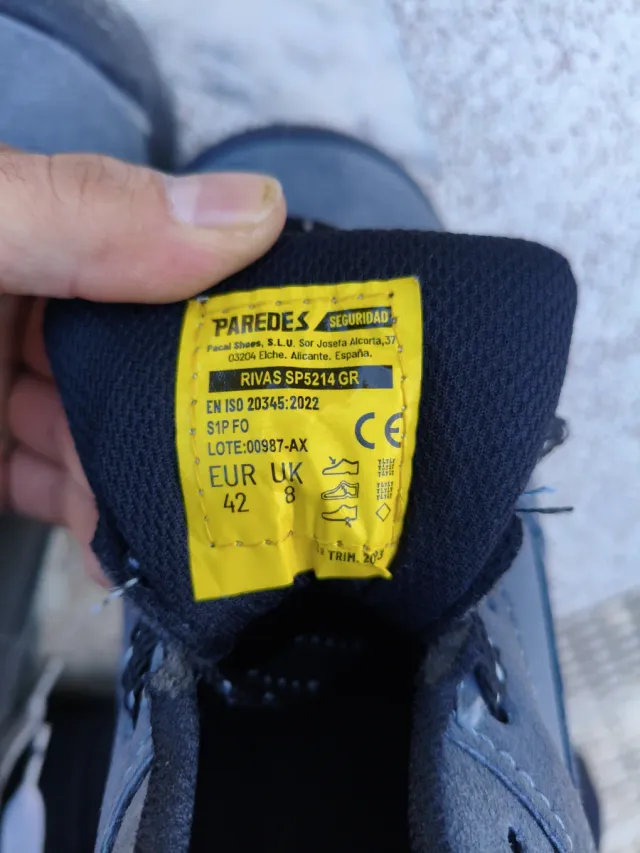 PAREDES SEGURIDAD
Pacal Shoes, S.L.U. Sor Josefa Alcorta,37
03204 Elche. Alicante. España.
RIVAS SP5214 GR
EN ISO 20345:2022
S1P FO
LOTE:00987-AX
CE
EUR UK
42 8
TRIM.